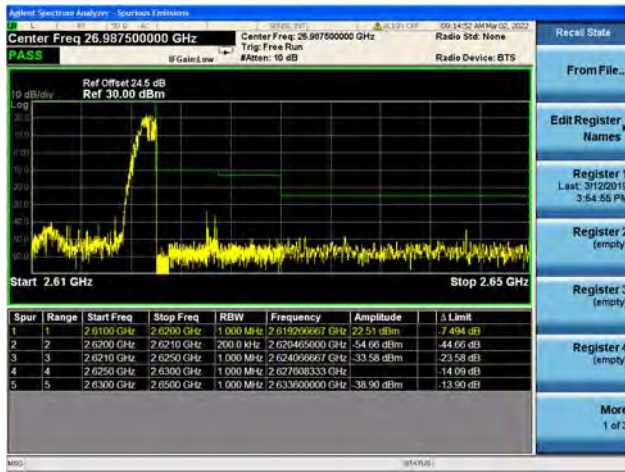 Agilent Spectrum Analyzer - Spurious Emissions
SENSE:INT ALIGN OFF 09:14:52 AM Mar 02, 2022
Center Freq 26.987500000 GHz
Center Freq: 26.987500000 GHz
Radio Std: None
Trig: Free Run
PASS
IFGain:Low
#Atten: 10 dB
Radio Device: BTS
Ref Offset 24.5 dB
10 dB/div Ref 30.00 dBm
Log
20.0
10.0
0.00
Start 2.61 GHz
Stop 2.65 GHz
Spur Range Start Freq Stop Freq RBW Frequency Amplitude Δ Limit
1 1 2.6100 GHz 2.6200 GHz 1.000 MHz 2.619266667 GHz 22.51 dBm -7.494 dB
2 2 2.6200 GHz 2.6210 GHz 200.0 kHz 2.620465000 GHz -54.66 dBm -44.66 dB
3 3 2.6210 GHz 2.6250 GHz 1.000 MHz 2.624066667 GHz -33.58 dBm -23.58 dB
4 4 2.6250 GHz 2.6300 GHz 1.000 MHz 2.627608333 GHz -14.09 dB
5 5 2.6300 GHz 2.6500 GHz 1.000 MHz 2.633600000 GHz -38.90 dBm -13.90 dB
MSG
STATUS
Recall State
From File...
Edit Register
Names
Register 1
Last: 3/12/2019
3:54:55 PM
Register 2
(empty
Register 3
(empty
Register 4
(empty
More
1 of 3